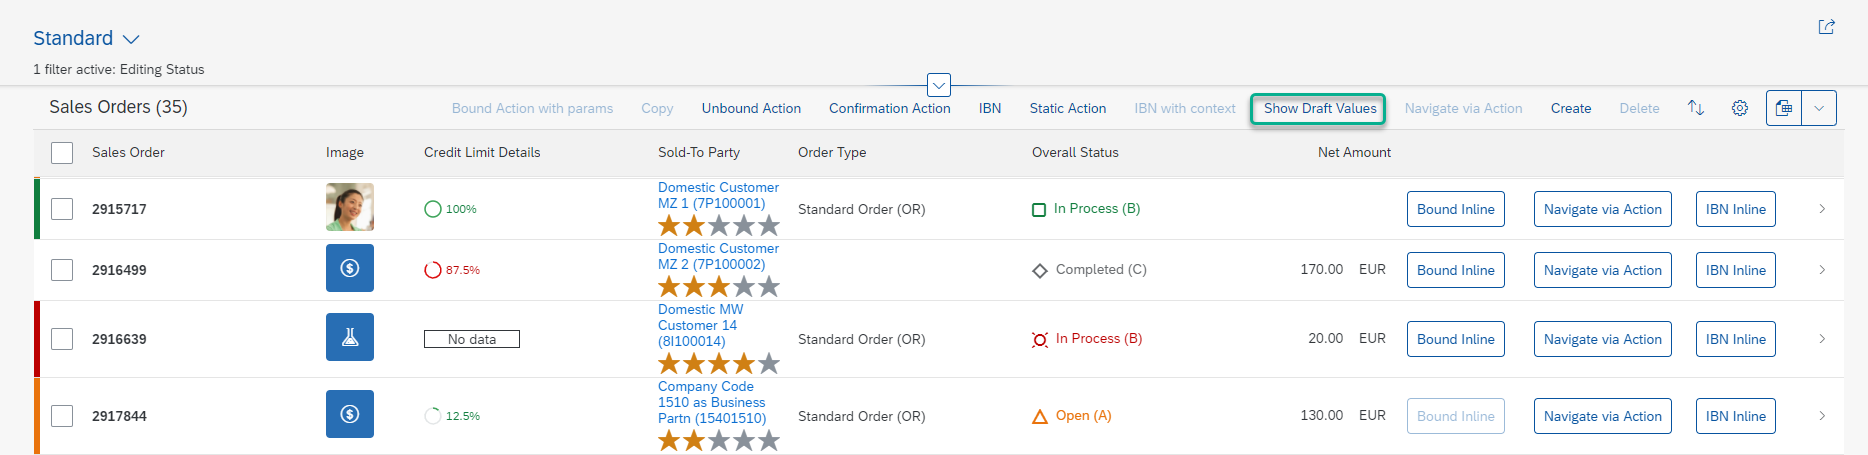 Standard
1 filter active: Editing Status
Sales Orders (35)
Bound Action with params Copy Unbound Action Confirmation Action IBN Static Action IBN with context Show Draft Values Navigate via Action Create Delete
Sales Order Image Credit Limit Details Sold-To Party Order Type Overall Status Net Amount
2915717
100%
Domestic Customer
MZ 1 (7P100001)
Standard Order (OR)
In Process (B)
Bound Inline Navigate via Action IBN Inline
2916499
87.5%
Domestic Customer
MZ 2 (7P100002)
Completed (C)
170.00 EUR
Bound Inline Navigate via Action IBN Inline
2916639
No data
Domestic MW
Customer 14
(8I100014)
Standard Order (OR)
In Process (B)
20.00 EUR
Bound Inline Navigate via Action IBN Inline
2917844
12.5%
Company Code
1510 as Business
Partn (15401510)
Standard Order (OR)
Open (A)
130.00 EUR
Bound Inline Navigate via Action IBN Inline